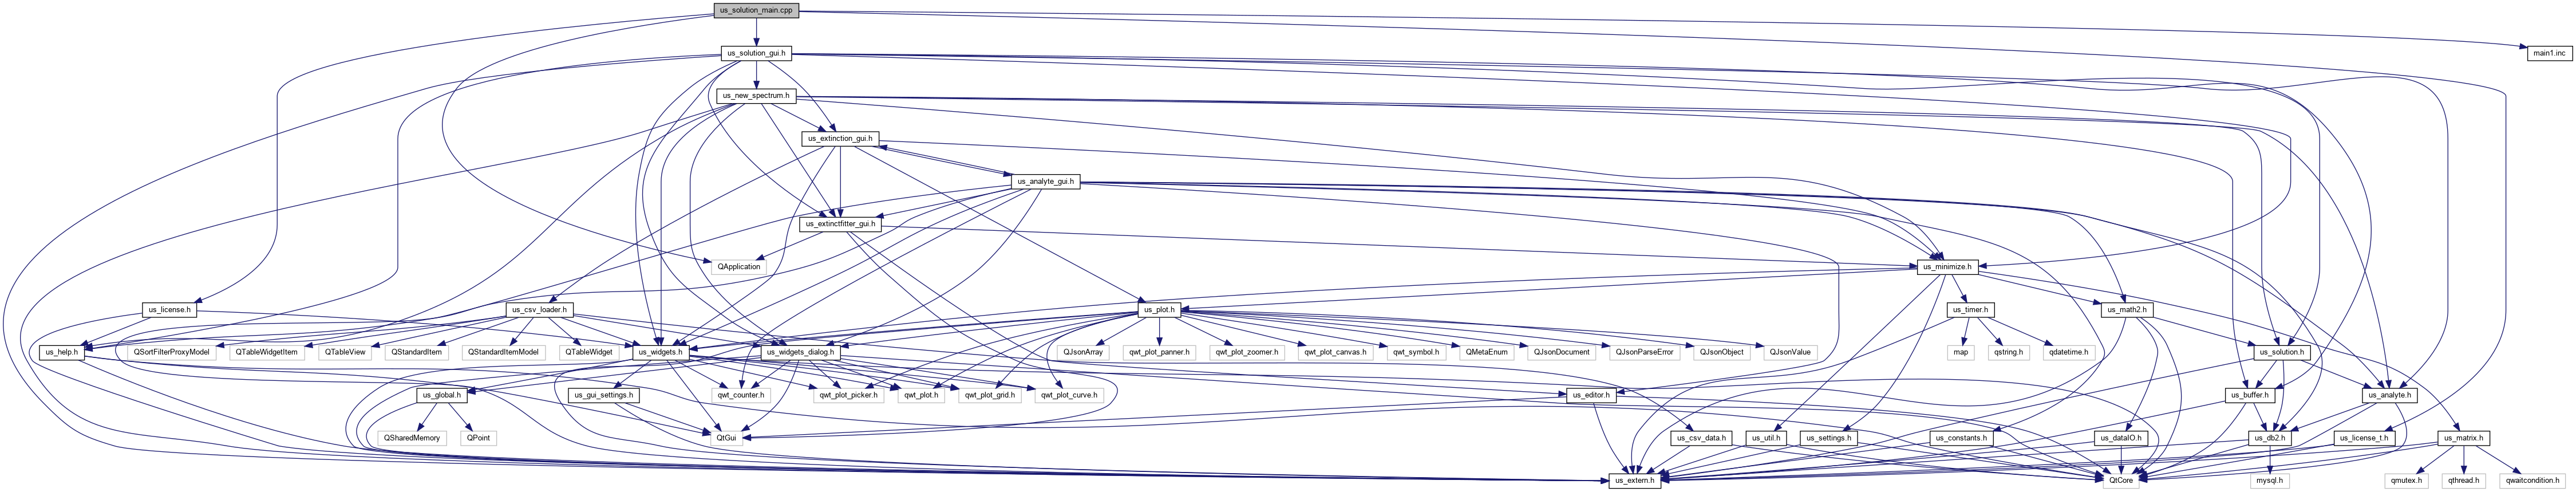 us_solution_main.cpp
us_solution_gui.h
main1.inc
us_new_spectrum.h
us_extinction_gui.h
us_analyte_gui.h
us_extinctfitter_gui.h
QApplication
us_minimize.h
us_license.h
us_csv_loader.h
us_plot.h
us_timer.h
us_math2.h
us_help.h
QSortFilterProxyModel
QTableWidgetItem
QTableView
QStandardItem
QStandardItemModel
QTableWidget
us_widgets.h
us_widgets_dialog.h
QJsonArray
qwt_plot_panner.h
qwt_plot_zoomer.h
qwt_plot_canvas.h
qwt_symbol.h
QMetaEnum
QJsonDocument
QJsonParseError
QJsonObject
QJsonValue
map
qstring.h
qdatetime.h
us_solution.h
us_global.h
us_gui_settings.h
qwt_counter.h
qwt_plot_picker.h
qwt_plot.h
qwt_plot_grid.h
qwt_plot_curve.h
us_editor.h
us_buffer.h
us_analyte.h
QSharedMemory
QPoint
QtGui
us_csv_data.h
us_util.h
us_settings.h
us_constants.h
us_dataIO.h
us_db2.h
us_license_t.h
us_matrix.h
us_extern.h
QtCore
mysql.h
qmutex.h
qthread.h
qwaitcondition.h